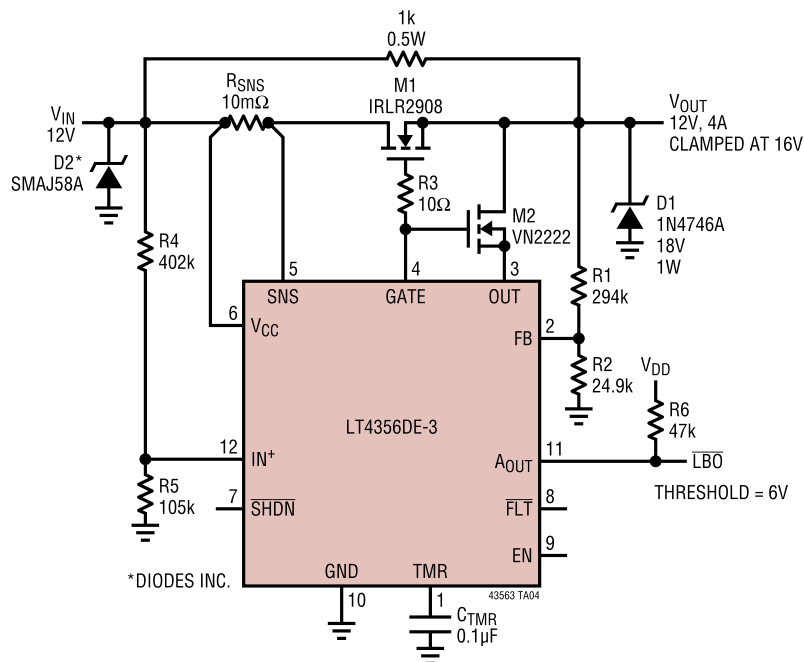 1k
0.5W
RSNS
10mΩ
M1
IRLR2908
VIN
12V
VOUT
12V, 4A
CLAMPED AT 16V
D2*
SMAJ58A
R3
10Ω
M2
VN2222
D1
1N4746A
18V
1W
R4
402k
5
4
3
SNS
GATE
OUT
R1
294k
6
VCC
FB
2
R2
24.9k
VDD
LT4356DE-3
R6
47k
12
IN+
AOUT
11
LBO
THRESHOLD = 6V
R5
105k
7
SHDN
FLT
8
EN
9
*DIODES INC.
GND
TMR
43563 TA04
10
1
CTMR
0.1µF